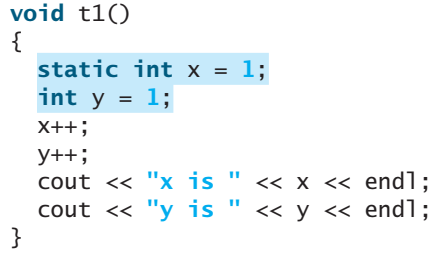 void t1()
{
  static int x = 1;
  int y = 1;
  x++;
  y++;
  cout << "x is " << x << endl;
  cout << "y is " << y << endl;
}